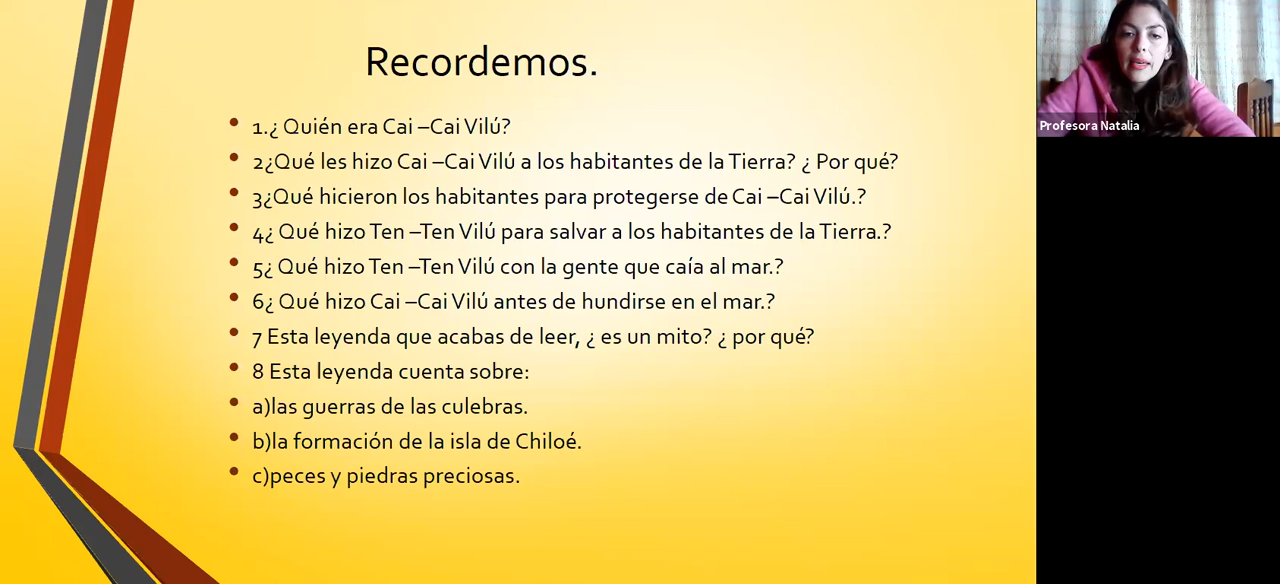 Recordemos.
1.¿ Quién era Cai –Cai Vilú?
2¿Qué les hizo Cai –Cai Vilú a los habitantes de la Tierra? ¿ Por qué?
3¿Qué hicieron los habitantes para protegerse de Cai –Cai Vilú.?
4¿ Qué hizo Ten –Ten Vilú para salvar a los habitantes de la Tierra.?
5¿ Qué hizo Ten –Ten Vilú con la gente que caía al mar.?
6¿ Qué hizo Cai –Cai Vilú antes de hundirse en el mar.?
7 Esta leyenda que acabas de leer, ¿ es un mito? ¿ por qué?
8 Esta leyenda cuenta sobre:
a)las guerras de las culebras.
b)la formación de la isla de Chiloé.
c)peces y piedras preciosas.
Profesora Natalia